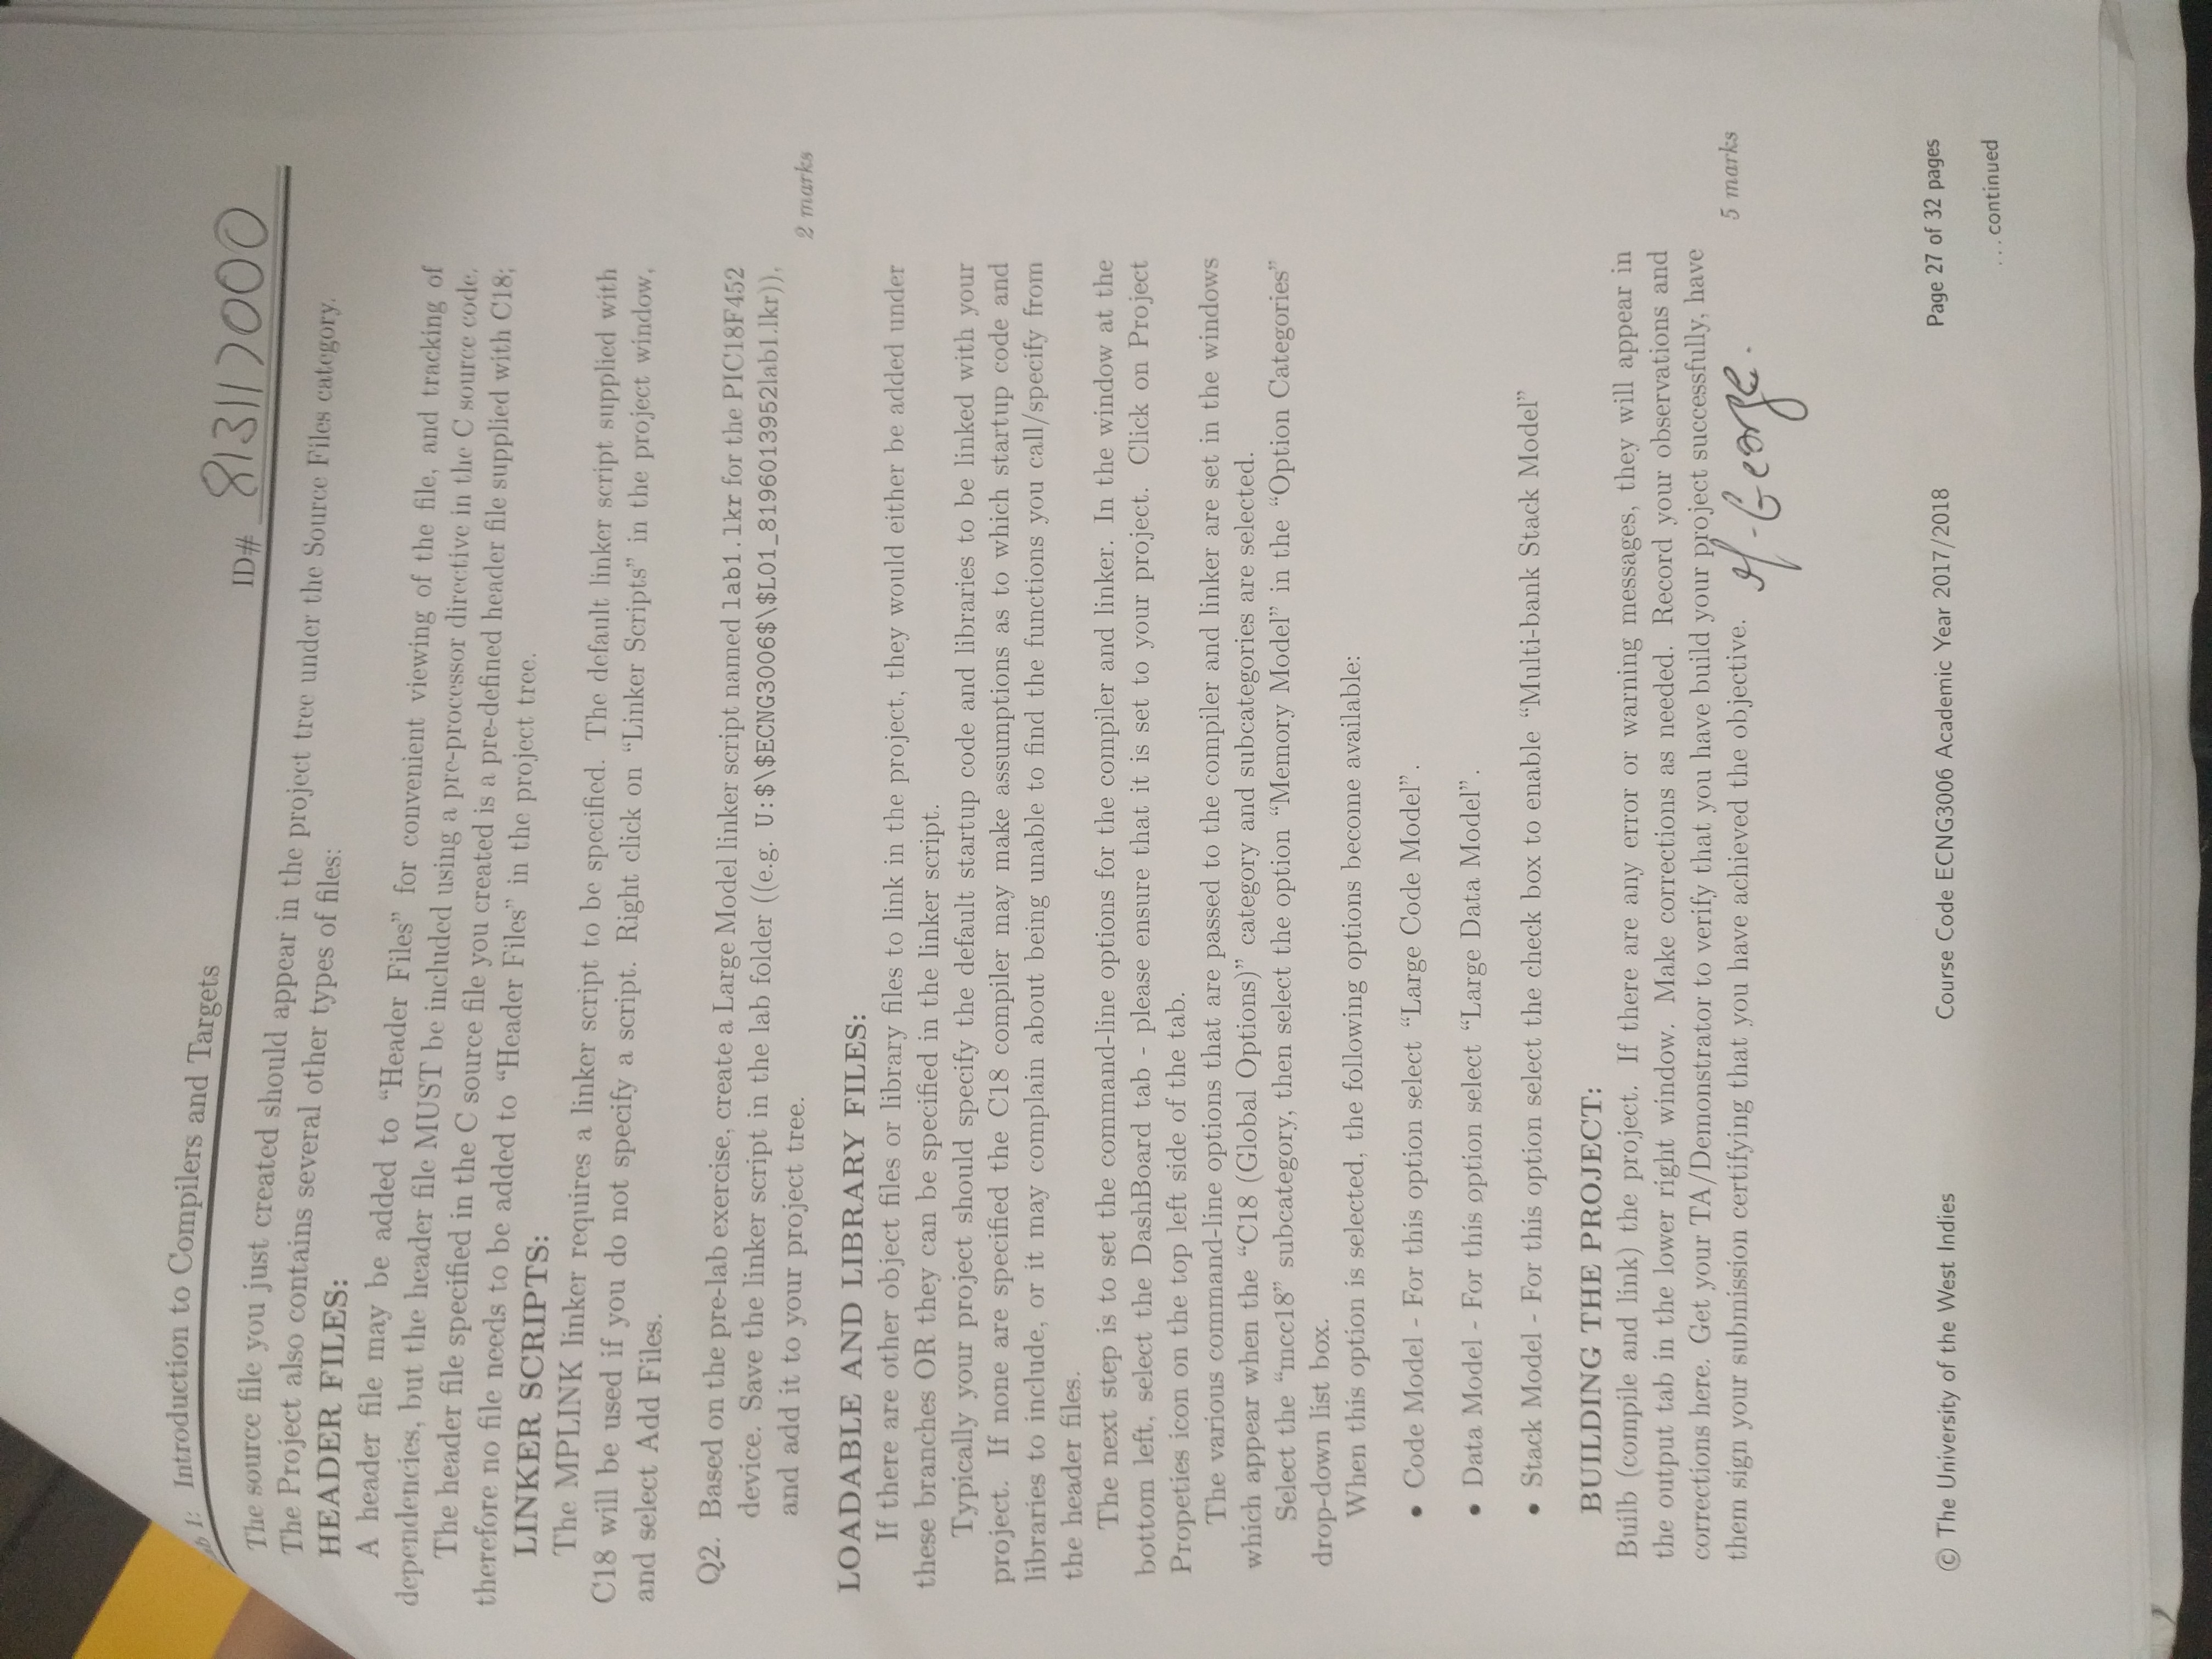 Lab 1: Introduction to Compilers and Targets
ID# 813117000
The source file you just created should appear in the project tree under the Source Files category.
The Project also contains several other types of files:
HEADER FILES:
A header file may be added to “Header Files” for convenient viewing of the file, and tracking of
dependencies, but the header file MUST be included using a pre-processor directive in the C source code.
The header file specified in the C source file you created is a pre-defined header file supplied with C18;
therefore no file needs to be added to “Header Files” in the project tree.
LINKER SCRIPTS:
The MPLINK linker requires a linker script to be specified. The default linker script supplied with
C18 will be used if you do not specify a script. Right click on “Linker Scripts” in the project window,
and select Add Files.
Q2. Based on the pre-lab exercise, create a Large Model linker script named lab1.lkr for the PIC18F452
device. Save the linker script in the lab folder ((e.g. U:$\$ECNG3006$\$L01_819601395​2lab1.lkr)),
and add it to your project tree.
2 marks
LOADABLE AND LIBRARY FILES:
If there are other object files or library files to link in the project, they would either be added under
these branches OR they can be specified in the linker script.
Typically your project should specify the default startup code and libraries to be linked with your
project. If none are specified the C18 compiler may make assumptions as to which startup code and
libraries to include, or it may complain about being unable to find the functions you call/specify from
the header files.
The next step is to set the command-line options for the compiler and linker. In the window at the
bottom left, select the DashBoard tab - please ensure that it is set to your project. Click on Project
Propeties icon on the top left side of the tab.
The various command-line options that are passed to the compiler and linker are set in the windows
which appear when the “C18 (Global Options)” category and subcategories are selected.
Select the “mcc18” subcategory, then select the option “Memory Model” in the “Option Categories”
drop-down list box.
When this option is selected, the following options become available:
• Code Model - For this option select “Large Code Model”.
• Data Model - For this option select “Large Data Model”.
• Stack Model - For this option select the check box to enable “Multi-bank Stack Model”
BUILDING THE PROJECT:
Builb (compile and link) the project. If there are any error or warning messages, they will appear in
the output tab in the lower right window. Make corrections as needed. Record your observations and
corrections here. Get your TA/Demonstrator to verify that you have build your project successfully, have
them sign your submission certifying that you have achieved the objective.
George.
5 marks
© The University of the West Indies Course Code ECNG3006 Academic Year 2017/2018 Page 27 of 32 pages
...continued